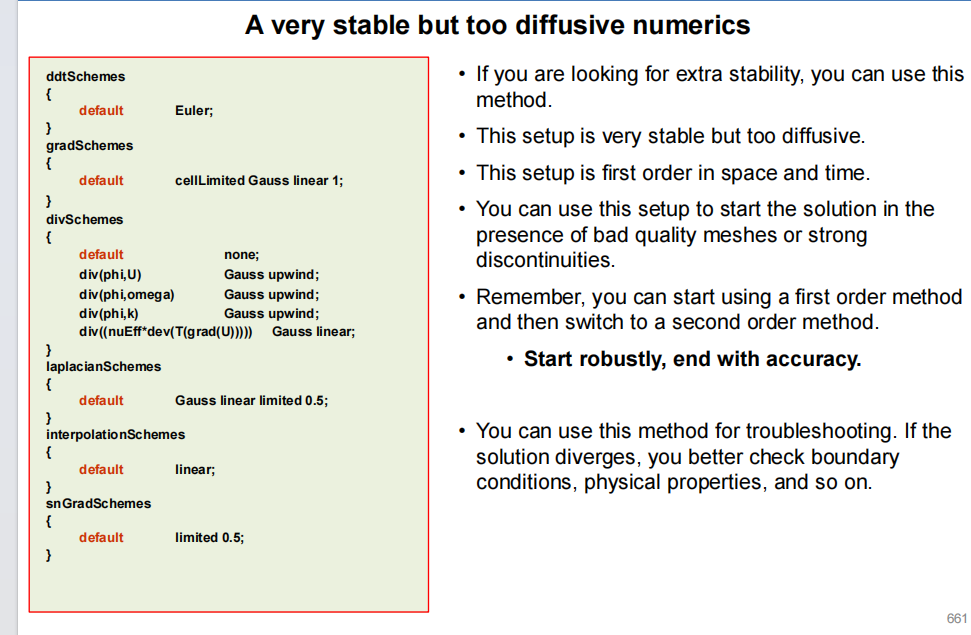 A very stable but too diffusive numerics
ddtSchemes
{
default Euler;
}
gradSchemes
{
default cellLimited Gauss linear 1;
}
divSchemes
{
default none;
div(phi,U) Gauss upwind;
div(phi,omega) Gauss upwind;
div(phi,k) Gauss upwind;
div((nuEff*dev(T(grad(U))))) Gauss linear;
}
laplacianSchemes
{
default Gauss linear limited 0.5;
}
interpolationSchemes
{
default linear;
}
snGradSchemes
{
default limited 0.5;
}
• If you are looking for extra stability, you can use this
method.
• This setup is very stable but too diffusive.
• This setup is first order in space and time.
• You can use this setup to start the solution in the
presence of bad quality meshes or strong
discontinuities.
• Remember, you can start using a first order method
and then switch to a second order method.
• Start robustly, end with accuracy.
• You can use this method for troubleshooting. If the
solution diverges, you better check boundary
conditions, physical properties, and so on.
661